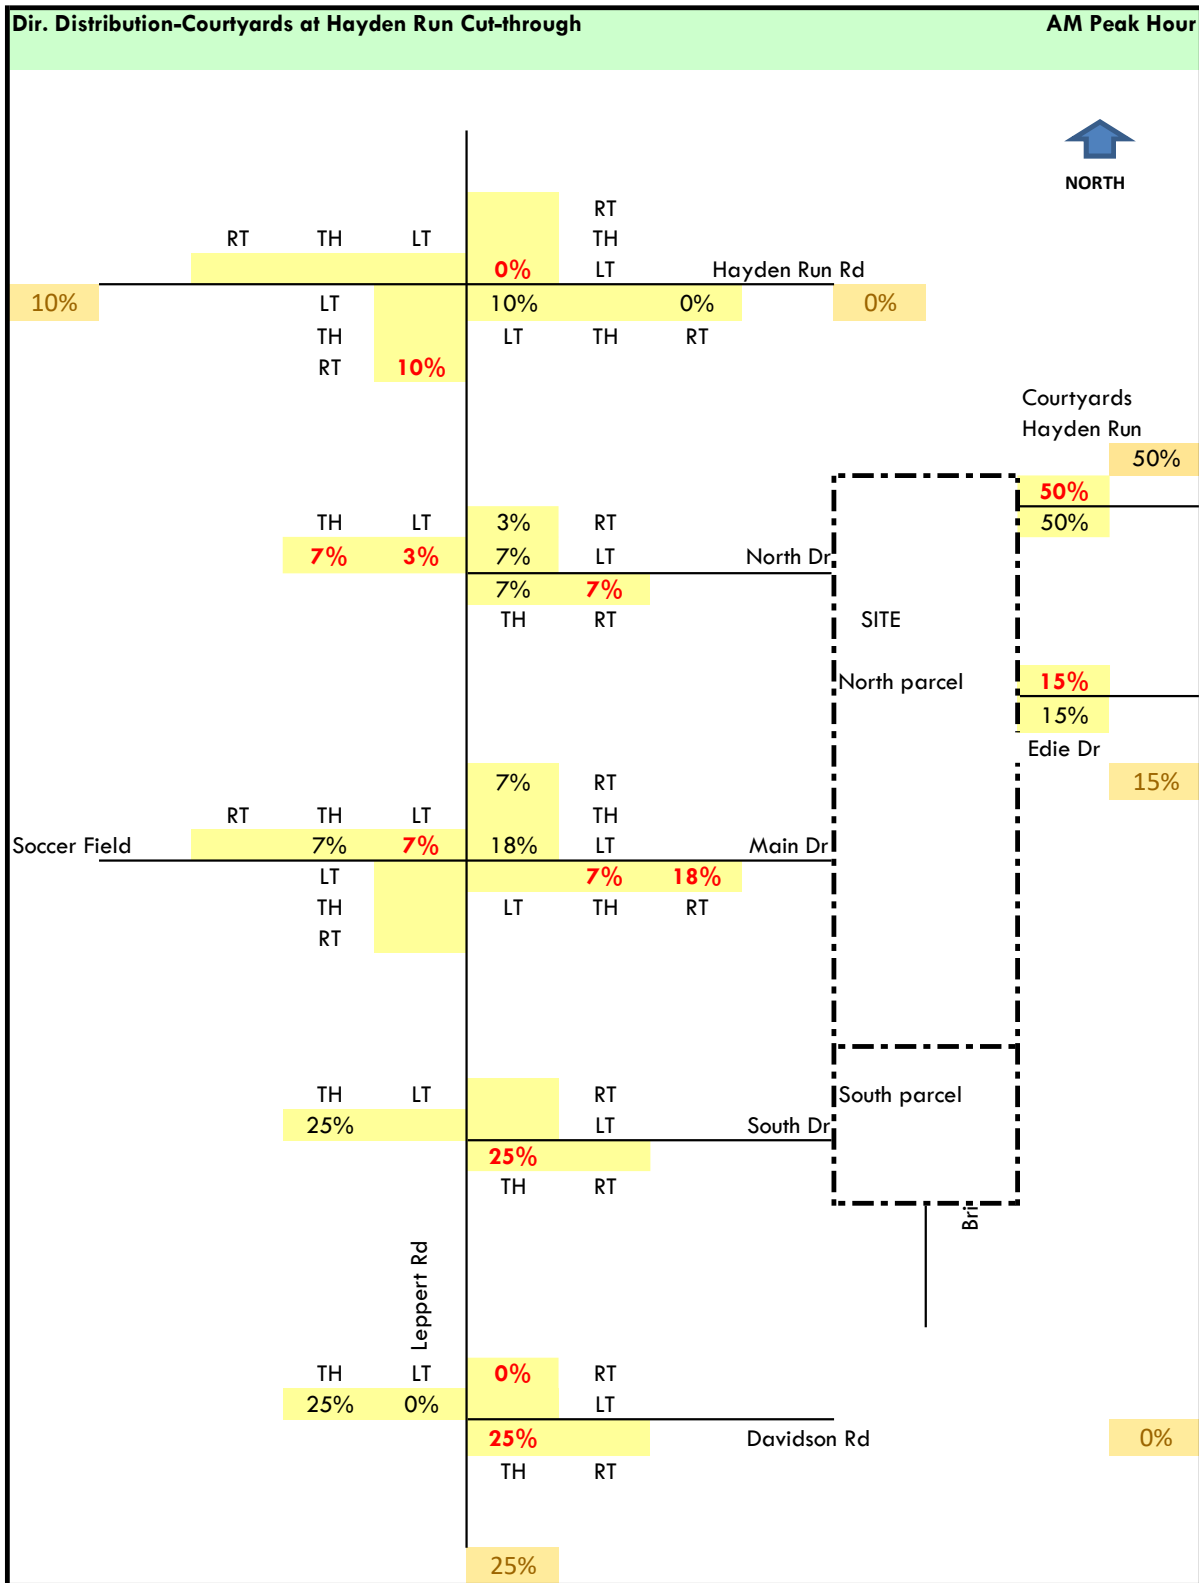 Dir. Distribution-Courtyards at Hayden Run Cut-through AM Peak Hour
NORTH
RT
RT TH LT TH
0% LT Hayden Run Rd
10% LT 10% 0% 0%
TH LT TH RT
RT 10%
Courtyards
Hayden Run
50%
50%
TH LT 3% RT 50%
7% 3% 7% LT North Dr
7% 7%
TH RT SITE
North parcel 15%
15%
Edie Dr
7% RT 15%
RT TH LT TH
Soccer Field 7% 7% 18% LT Main Dr
LT 7% 18%
TH LT TH RT
RT
TH LT RT South parcel
25% LT South Dr
25%
TH RT
Bri
Leppert Rd
TH LT 0% RT
25% 0% LT
25% Davidson Rd 0%
TH RT
25%